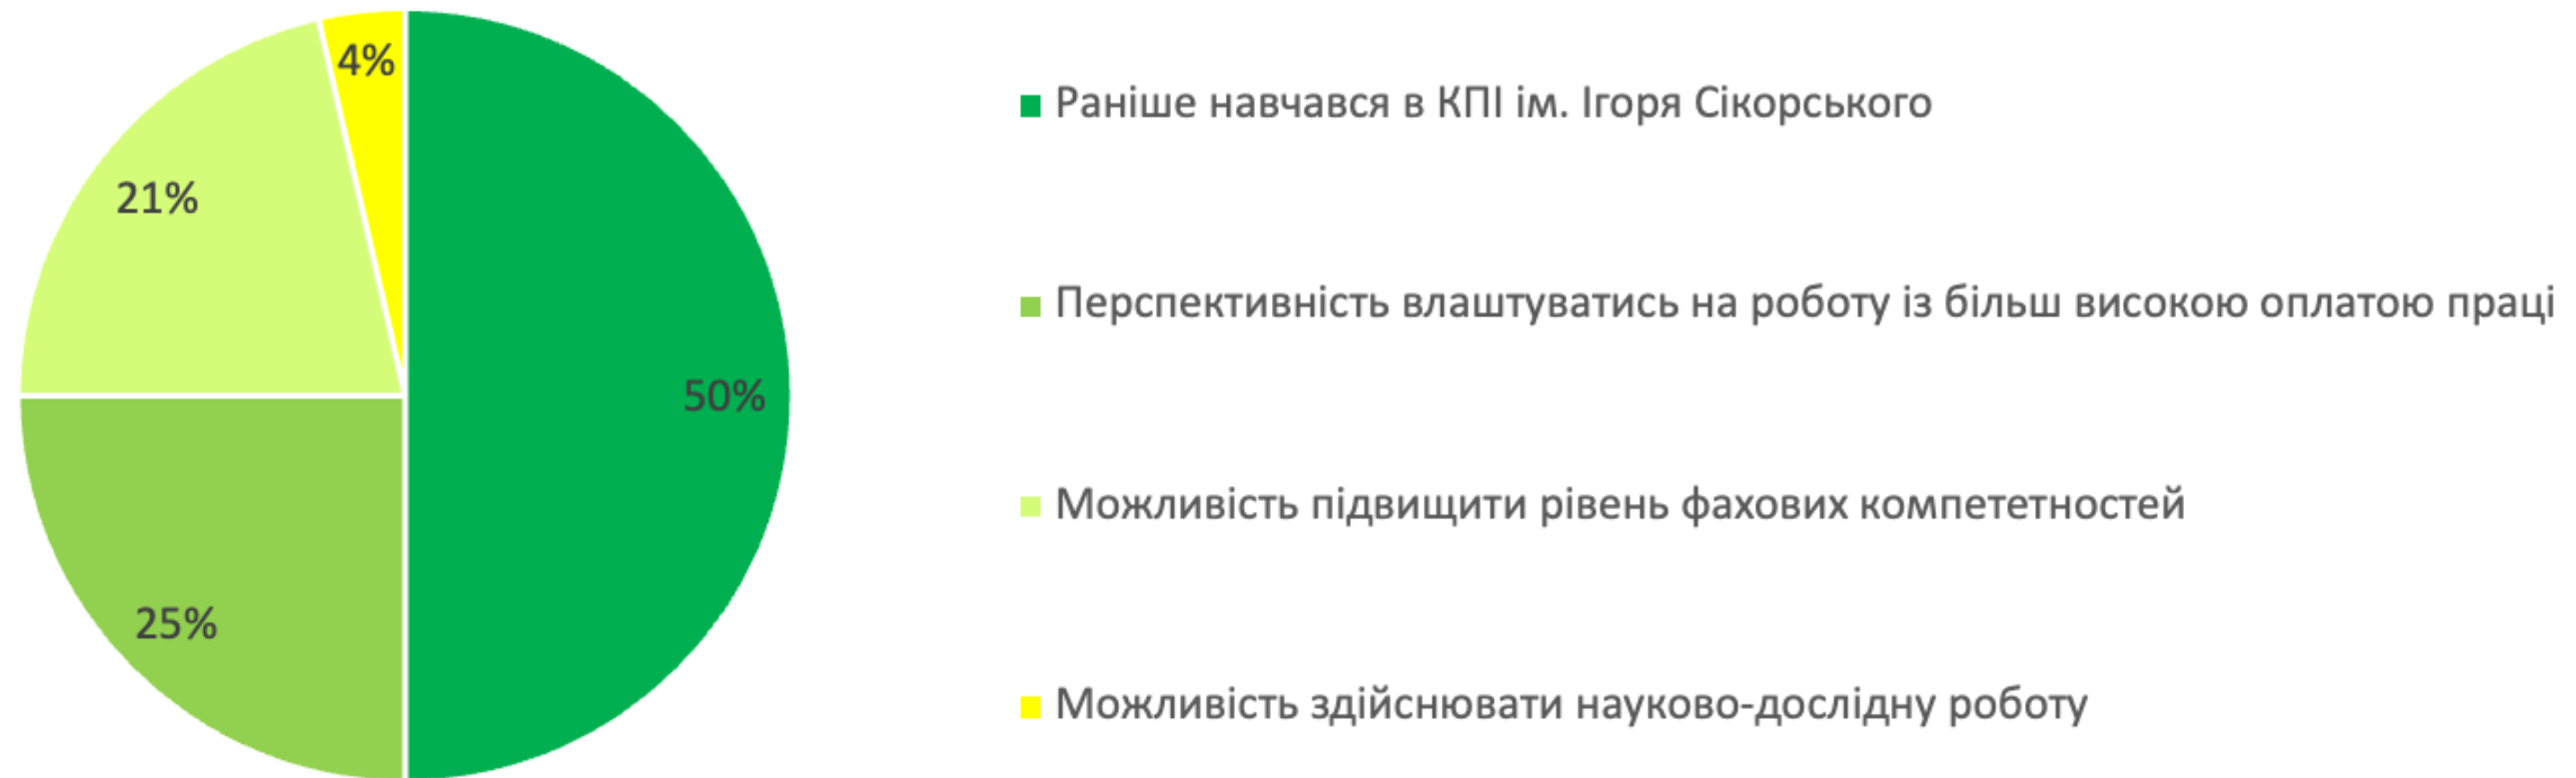 4%
21%
50%
25%
Раніше навчався в КПІ ім. Ігоря Сікорського
Перспективність влаштуватись на роботу із більш високою оплатою праці
Можливість підвищити рівень фахових компететностей
Можливість здійснювати науково-дослідну роботу